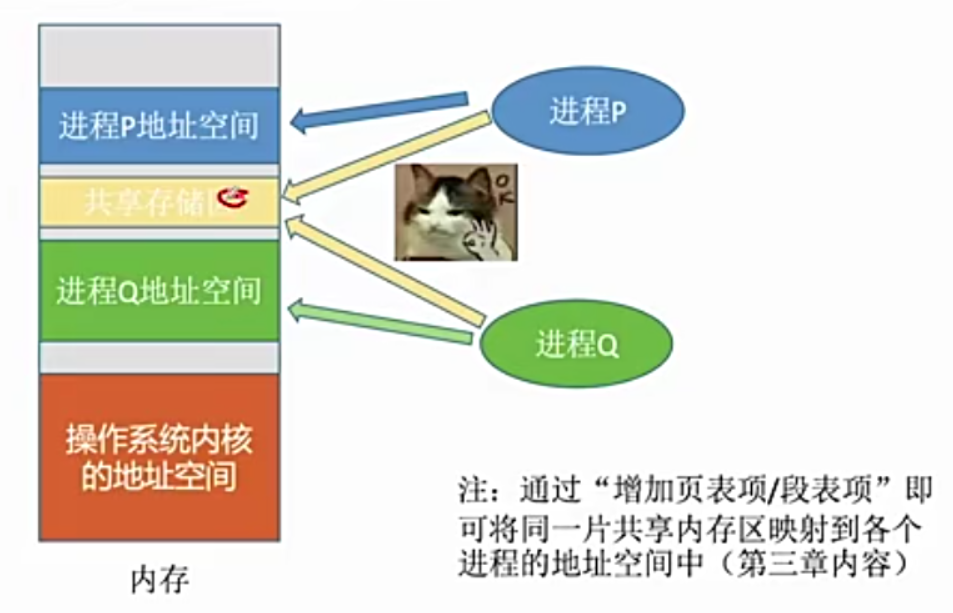 进程P地址空间
共享存储
进程Q地址空间
操作系统内核
的地址空间
内存
进程P
OK
进程Q
注：通过“增加页表项/段表项”即
可将同一片共享内存区映射到各个
进程的地址空间中（第三章内容）